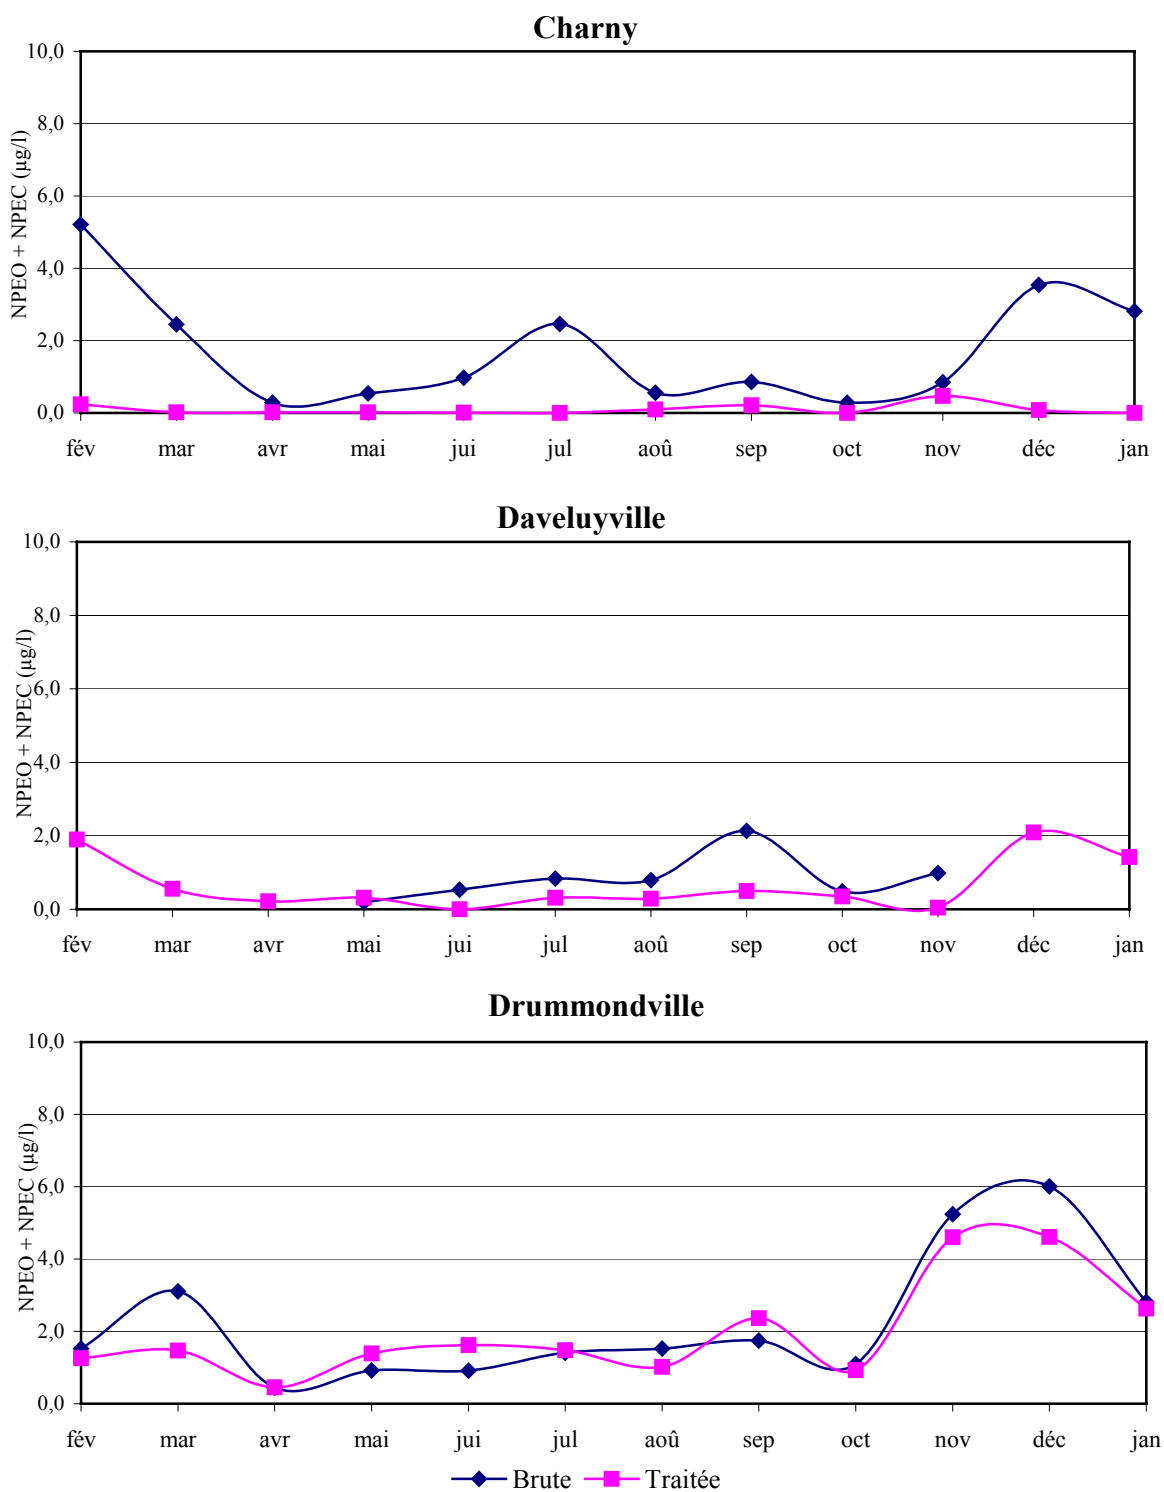 Charny
NPEO + NPEC (µg/l)
10,0
8,0
6,0
4,0
2,0
0,0
fév mar avr mai jui jul aoû sep oct nov déc jan
Daveluyville
NPEO + NPEC (µg/l)
10,0
8,0
6,0
4,0
2,0
0,0
fév mar avr mai jui jul aoû sep oct nov déc jan
Drummondville
NPEO + NPEC (µg/l)
10,0
8,0
6,0
4,0
2,0
0,0
fév mar avr mai jui jul aoû sep oct nov déc jan
Brute Traitée